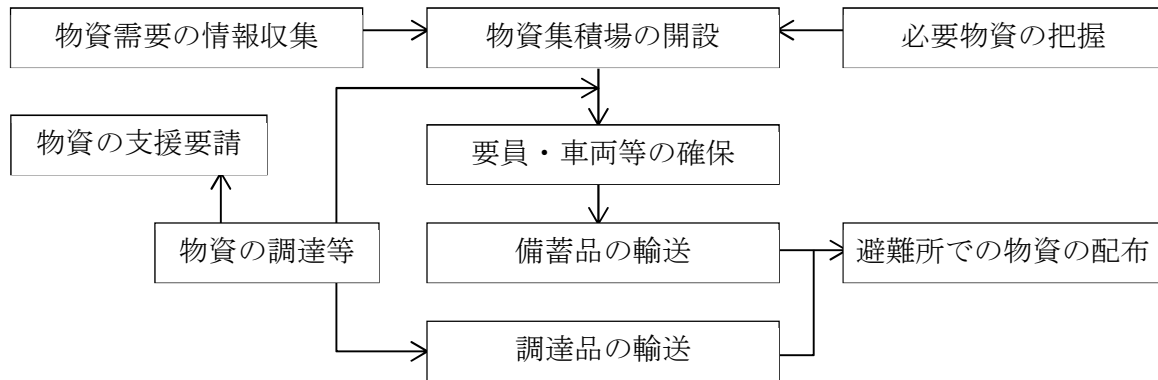 物資需要の情報収集
物資集積場の開設
必要物資の把握
物資の支援要請
要員・車両等の確保
物資の調達等
備蓄品の輸送
避難所での物資の配布
調達品の輸送